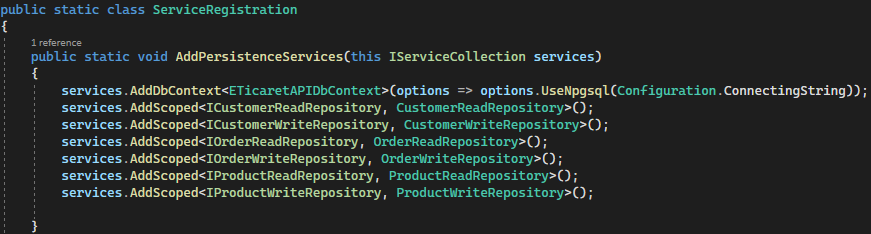 public static class ServiceRegistration
{
1 reference
public static void AddPersistenceServices(this IServiceCollection services)
{
services.AddDbContext<ETicaretAPIDbContext>(options => options.UseNpgsql(Configuration.ConnectingString));
services.AddScoped<ICustomerReadRepository, CustomerReadRepository>();
services.AddScoped<ICustomerWriteRepository, CustomerWriteRepository>();
services.AddScoped<IOrderReadRepository, OrderReadRepository>();
services.AddScoped<IOrderWriteRepository, OrderWriteRepository>();
services.AddScoped<IProductReadRepository, ProductReadRepository>();
services.AddScoped<IProductWriteRepository, ProductWriteRepository>();
}